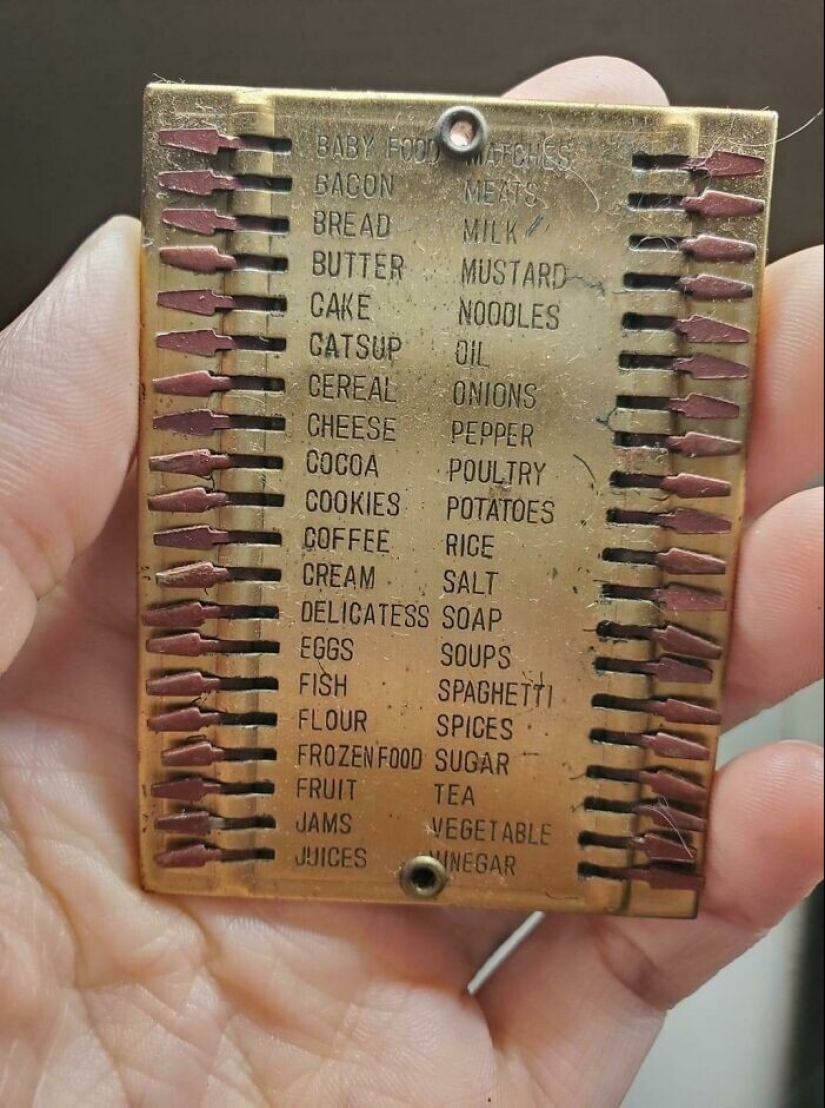 BABY FOOD MATCHES
BACON MEATS
BREAD MILK
BUTTER MUSTARD
CAKE NOODLES
CATSUP OIL
CEREAL ONIONS
CHEESE PEPPER
COCOA POULTRY
COOKIES POTATOES
COFFEE RICE
CREAM SALT
DELICATESS SOAP
EGGS SOUPS
FISH SPAGHETTI
FLOUR SPICES
FROZEN FOOD SUGAR
FRUIT TEA
JAMS VEGETABLE
JUICES VINEGAR